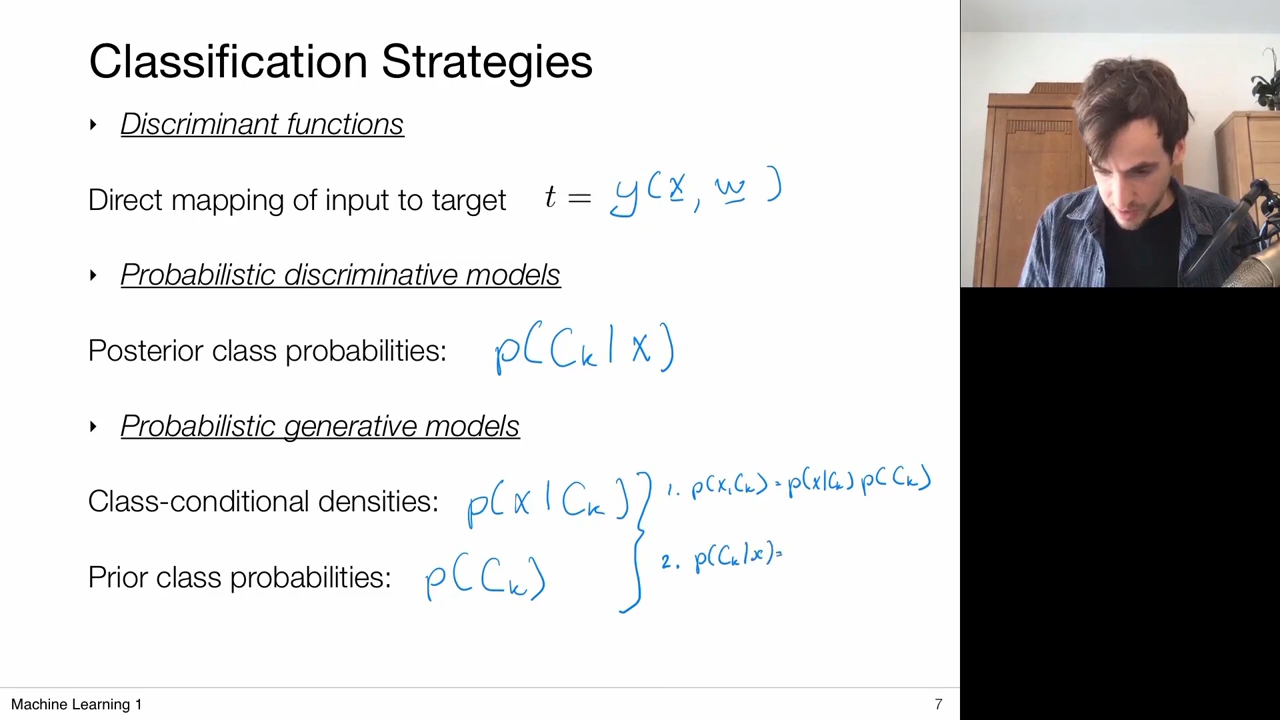 Classification Strategies
‣ Discriminant functions
Direct mapping of input to target t = y(x, w)
‣ Probabilistic discriminative models
Posterior class probabilities: p(Cₖ | x)
‣ Probabilistic generative models
Class-conditional densities: p(x | Cₖ) } 1. p(x, Cₖ) = p(x|Cₖ) p(Cₖ)
2. p(Cₖ|x) =
Prior class probabilities: p(Cₖ)
Machine Learning 1 7